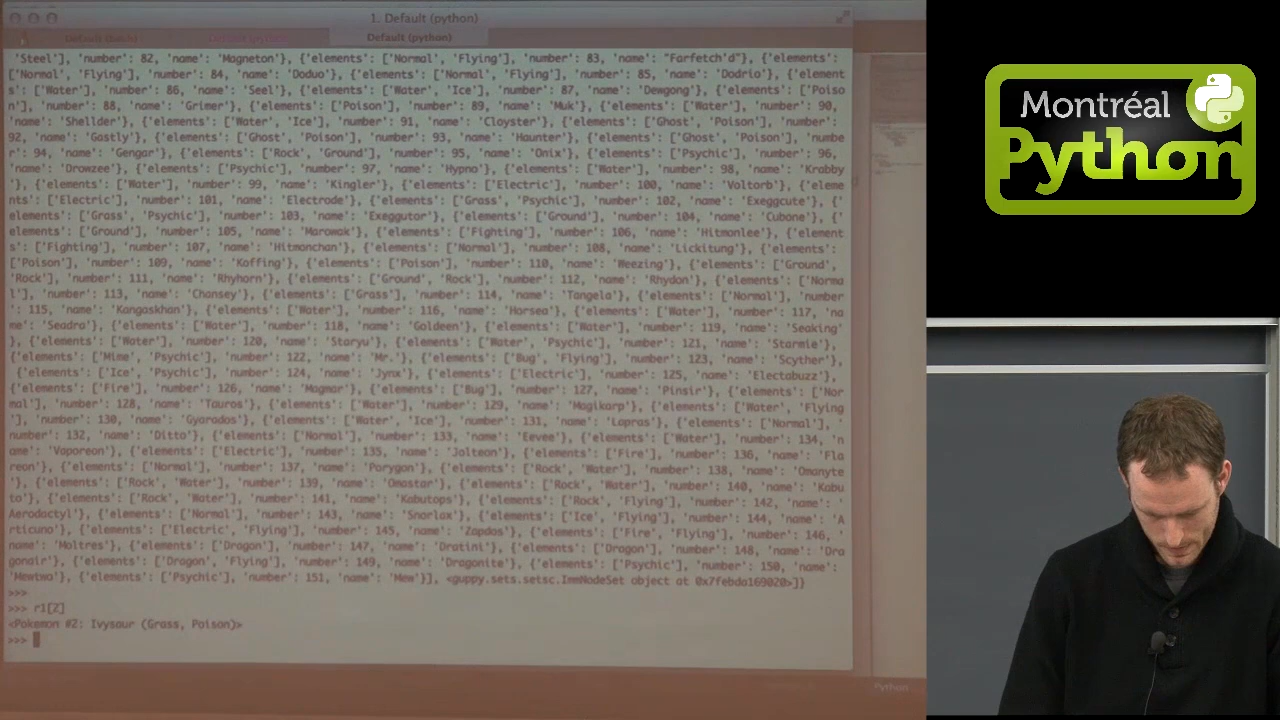 1. Default (python)
Default (bash)
Default (python)
Default (python)
'Steel'], 'number': 82, 'name': 'Magneton'}, {'elements': ['Normal', 'Flying'], 'number': 83, 'name': "Farfetch'd"}, {'elements':
['Normal', 'Flying'], 'number': 84, 'name': 'Doduo'}, {'elements': ['Normal', 'Flying'], 'number': 85, 'name': 'Dodrio'}, {'element
s': ['Water'], 'number': 86, 'name': 'Seel'}, {'elements': ['Water', 'Ice'], 'number': 87, 'name': 'Dewgong'}, {'elements': ['Poiso
n'], 'number': 88, 'name': 'Grimer'}, {'elements': ['Poison'], 'number': 89, 'name': 'Muk'}, {'elements': ['Water'], 'number': 90,
'name': 'Shellder'}, {'elements': ['Water', 'Ice'], 'number': 91, 'name': 'Cloyster'}, {'elements': ['Ghost', 'Poison'], 'number':
92, 'name': 'Gastly'}, {'elements': ['Ghost', 'Poison'], 'number': 93, 'name': 'Haunter'}, {'elements': ['Ghost', 'Poison'], 'numbe
r': 94, 'name': 'Gengar'}, {'elements': ['Rock', 'Ground'], 'number': 95, 'name': 'Onix'}, {'elements': ['Psychic'], 'number': 96,
'name': 'Drowzee'}, {'elements': ['Psychic'], 'number': 97, 'name': 'Hypno'}, {'elements': ['Water'], 'number': 98, 'name': 'Krabby
'}, {'elements': ['Water'], 'number': 99, 'name': 'Kingler'}, {'elements': ['Electric'], 'number': 100, 'name': 'Voltorb'}, {'eleme
nts': ['Electric'], 'number': 101, 'name': 'Electrode'}, {'elements': ['Grass', 'Psychic'], 'number': 102, 'name': 'Exeggcute'}, {'
elements': ['Grass', 'Psychic'], 'number': 103, 'name': 'Exeggutor'}, {'elements': ['Ground'], 'number': 104, 'name': 'Cubone'}, {'
elements': ['Ground'], 'number': 105, 'name': 'Marowak'}, {'elements': ['Fighting'], 'number': 106, 'name': 'Hitmonlee'}, {'element
s': ['Fighting'], 'number': 107, 'name': 'Hitmonchan'}, {'elements': ['Normal'], 'number': 108, 'name': 'Lickitung'}, {'elements':
['Poison'], 'number': 109, 'name': 'Koffing'}, {'elements': ['Poison'], 'number': 110, 'name': 'Weezing'}, {'elements': ['Ground',
'Rock'], 'number': 111, 'name': 'Rhyhorn'}, {'elements': ['Ground', 'Rock'], 'number': 112, 'name': 'Rhydon'}, {'elements': ['Norma
l'], 'number': 113, 'name': 'Chansey'}, {'elements': ['Grass'], 'number': 114, 'name': 'Tangela'}, {'elements': ['Normal'], 'number
': 115, 'name': 'Kangaskhan'}, {'elements': ['Water'], 'number': 116, 'name': 'Horsea'}, {'elements': ['Water'], 'number': 117, 'na
me': 'Seadra'}, {'elements': ['Water'], 'number': 118, 'name': 'Goldeen'}, {'elements': ['Water'], 'number': 119, 'name': 'Seaking'
}, {'elements': ['Water'], 'number': 120, 'name': 'Staryu'}, {'elements': ['Water', 'Psychic'], 'number': 121, 'name': 'Starmie'},
{'elements': ['Mime', 'Psychic'], 'number': 122, 'name': 'Mr.'}, {'elements': ['Bug', 'Flying'], 'number': 123, 'name': 'Scyther'},
{'elements': ['Ice', 'Psychic'], 'number': 124, 'name': 'Jynx'}, {'elements': ['Electric'], 'number': 125, 'name': 'Electabuzz'},
{'elements': ['Fire'], 'number': 126, 'name': 'Magmar'}, {'elements': ['Bug'], 'number': 127, 'name': 'Pinsir'}, {'elements': ['Nor
mal'], 'number': 128, 'name': 'Tauros'}, {'elements': ['Water'], 'number': 129, 'name': 'Magikarp'}, {'elements': ['Water', 'Flying
'], 'number': 130, 'name': 'Gyarados'}, {'elements': ['Water', 'Ice'], 'number': 131, 'name': 'Lapras'}, {'elements': ['Normal'],
'number': 132, 'name': 'Ditto'}, {'elements': ['Normal'], 'number': 133, 'name': 'Eevee'}, {'elements': ['Water'], 'number': 134, 'n
ame': 'Vaporeon'}, {'elements': ['Electric'], 'number': 135, 'name': 'Jolteon'}, {'elements': ['Fire'], 'number': 136, 'name': 'Fla
reon'}, {'elements': ['Normal'], 'number': 137, 'name': 'Porygon'}, {'elements': ['Rock', 'Water'], 'number': 138, 'name': 'Omanyte
'}, {'elements': ['Rock', 'Water'], 'number': 139, 'name': 'Omastar'}, {'elements': ['Rock', 'Water'], 'number': 140, 'name': 'Kabu
to'}, {'elements': ['Rock', 'Water'], 'number': 141, 'name': 'Kabutops'}, {'elements': ['Rock', 'Flying'], 'number': 142, 'name': '
Aerodactyl'}, {'elements': ['Normal'], 'number': 143, 'name': 'Snorlax'}, {'elements': ['Ice', 'Flying'], 'number': 144, 'name': 'A
rticuno'}, {'elements': ['Electric', 'Flying'], 'number': 145, 'name': 'Zapdos'}, {'elements': ['Fire', 'Flying'], 'number': 146, '
name': 'Moltres'}, {'elements': ['Dragon'], 'number': 147, 'name': 'Dratini'}, {'elements': ['Dragon'], 'number': 148, 'name': 'Dra
gonair'}, {'elements': ['Dragon', 'Flying'], 'number': 149, 'name': 'Dragonite'}, {'elements': ['Psychic'], 'number': 150, 'name': '
Mewtwo'}, {'elements': ['Psychic'], 'number': 151, 'name': 'Mew'}], <guppy.sets.setsc.ImmNodeSet object at 0x7febda169020>]}
>>>
>>> r1[2]
<Pokemon #2: Ivysaur (Grass, Poison)>
>>>
Python
Montréal
Python